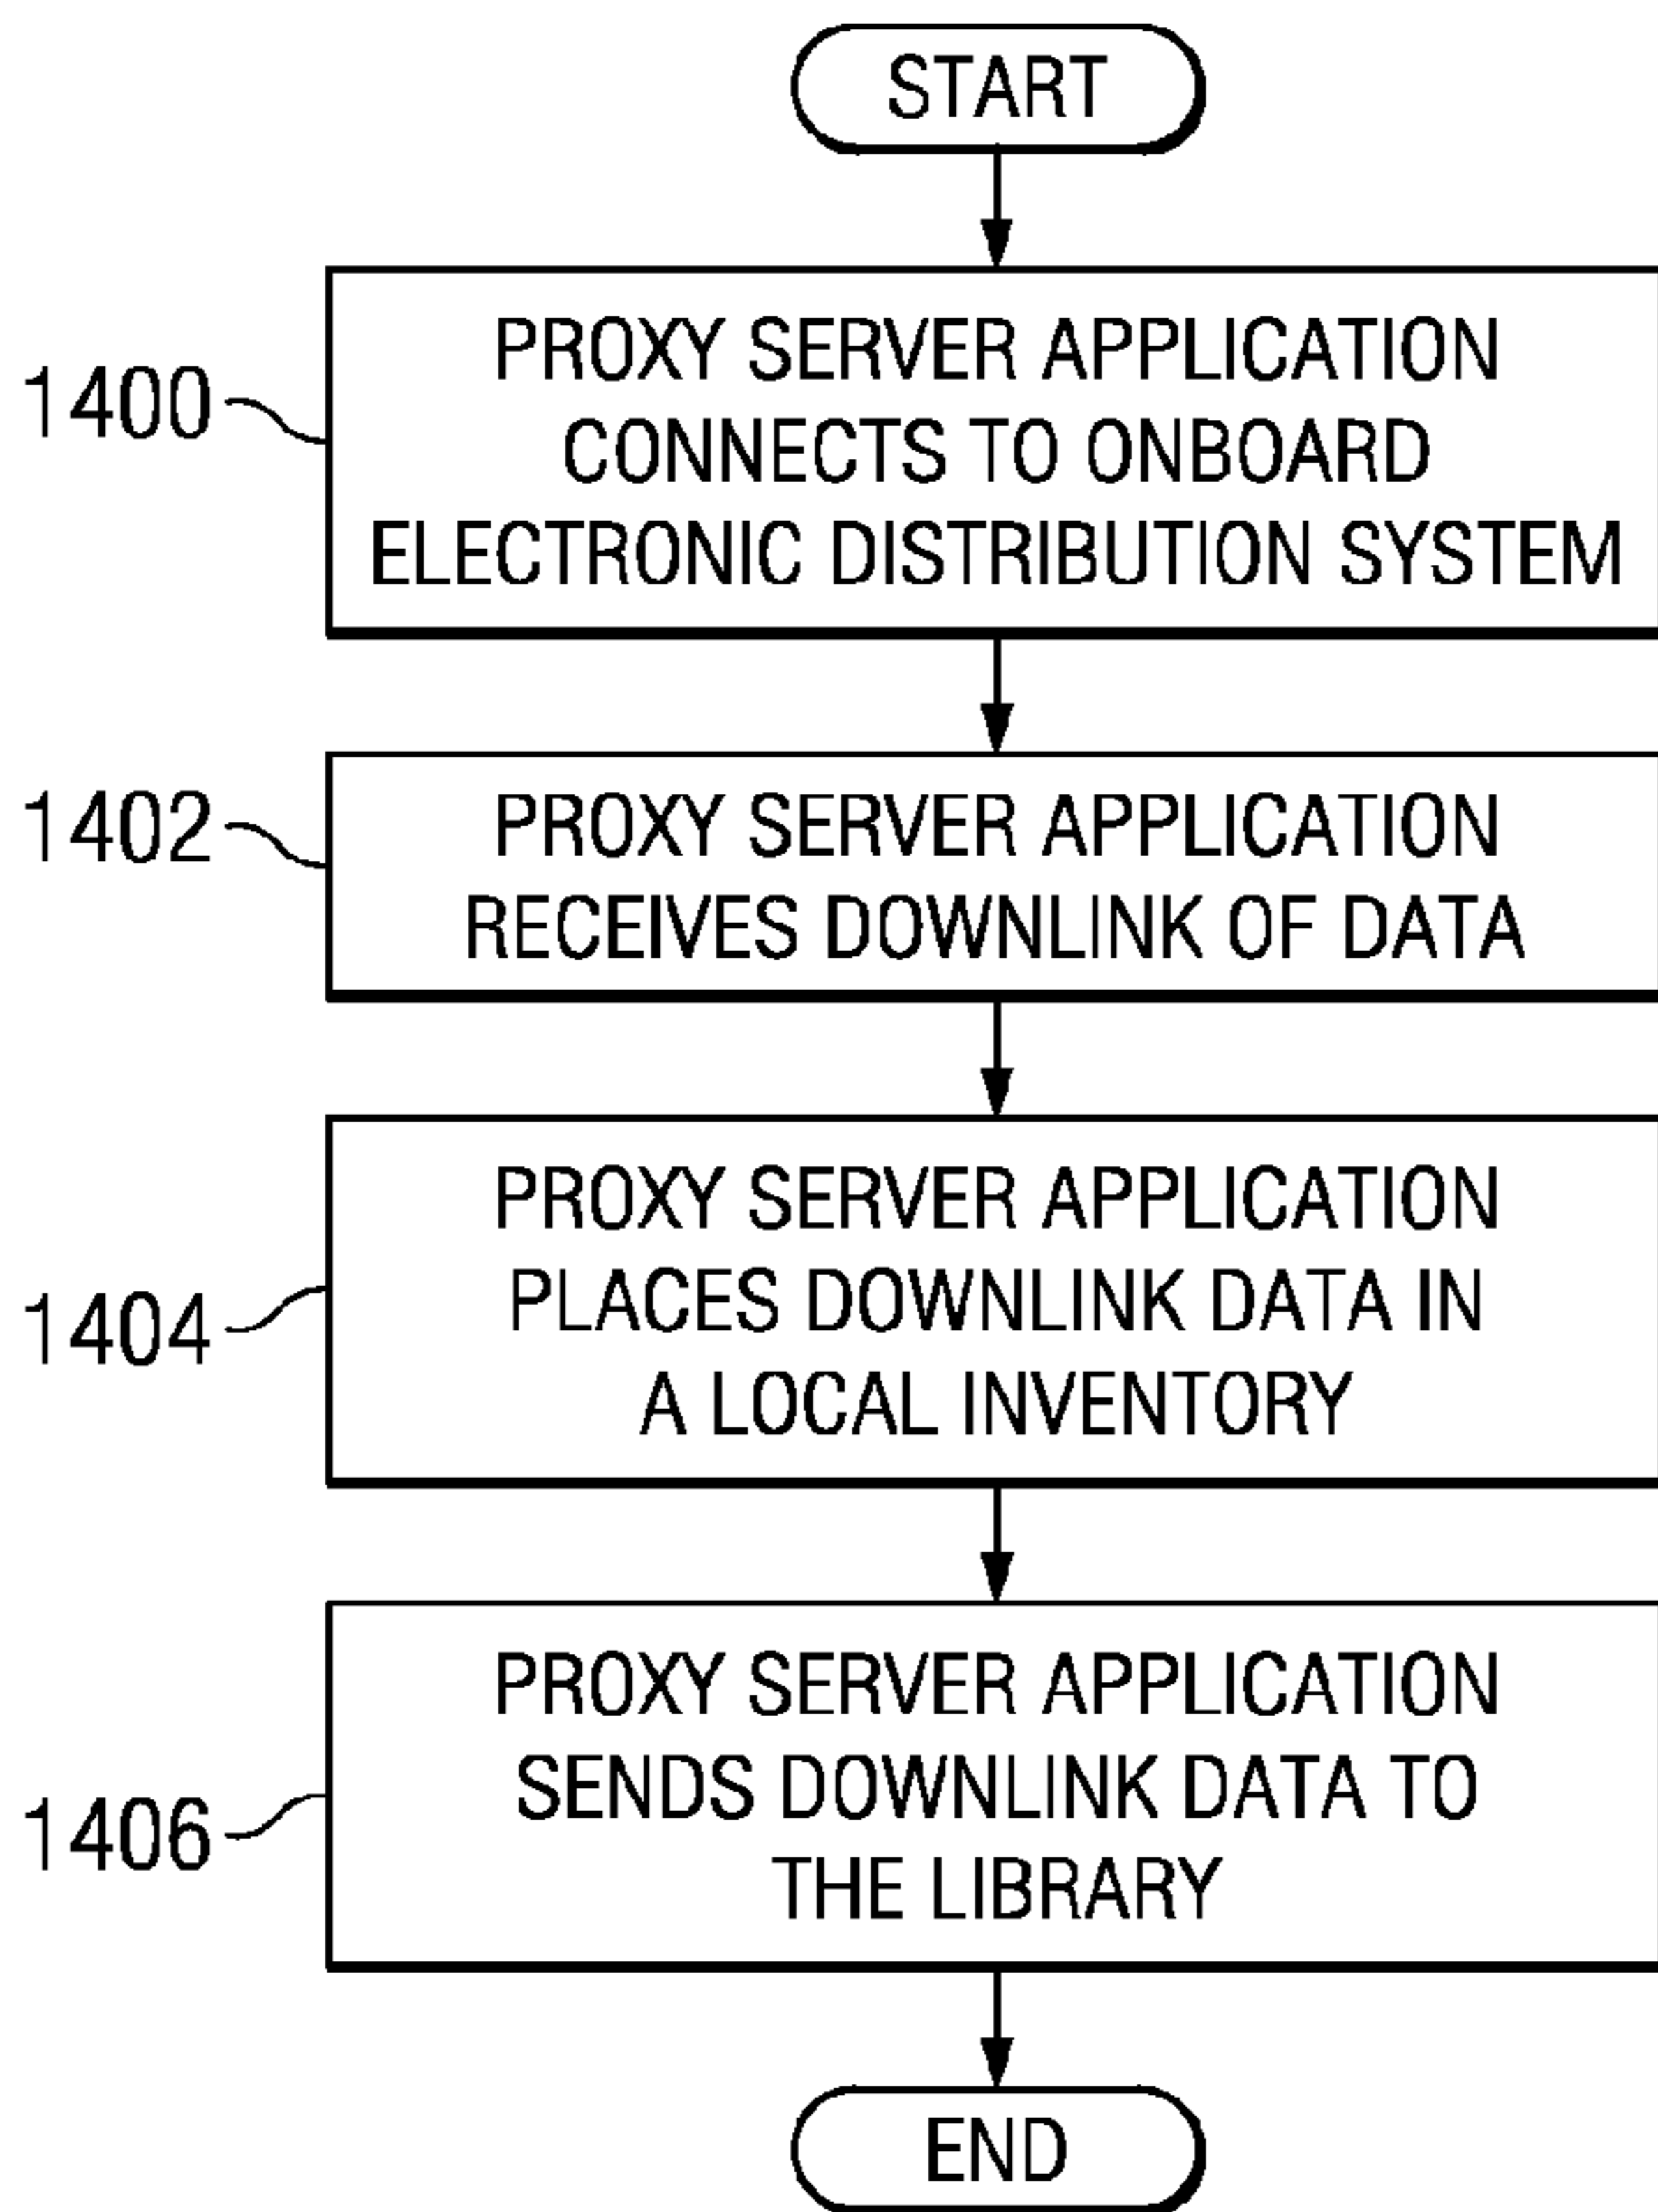 START
1400
PROXY SERVER APPLICATION
CONNECTS TO ONBOARD
ELECTRONIC DISTRIBUTION SYSTEM
1402
PROXY SERVER APPLICATION
RECEIVES DOWNLINK OF DATA
1404
PROXY SERVER APPLICATION
PLACES DOWNLINK DATA IN
A LOCAL INVENTORY
1406
PROXY SERVER APPLICATION
SENDS DOWNLINK DATA TO
THE LIBRARY
END